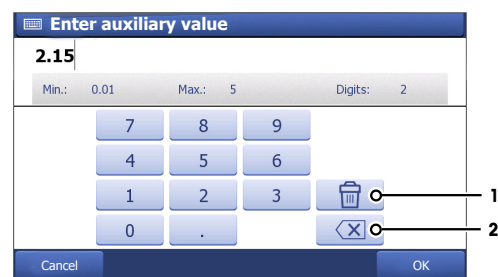 Enter auxiliary value
2.15
Min.: 0.01 Max.: 5 Digits: 2
7 8 9
4 5 6
1 2 3 1
0 . 2
Cancel OK